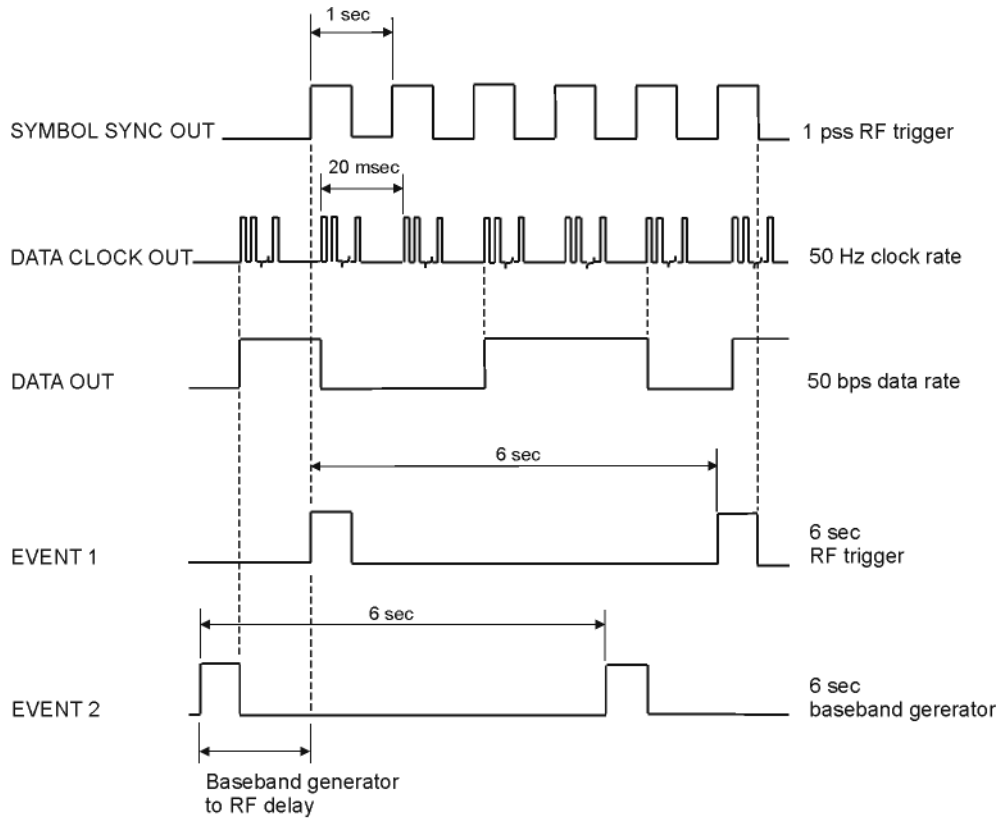 1 sec
SYMBOL SYNC OUT
1 pss RF trigger
20 msec
DATA CLOCK OUT
50 Hz clock rate
DATA OUT
50 bps data rate
6 sec
EVENT 1
6 sec
RF trigger
6 sec
EVENT 2
6 sec
baseband gererator
Baseband generator
to RF delay